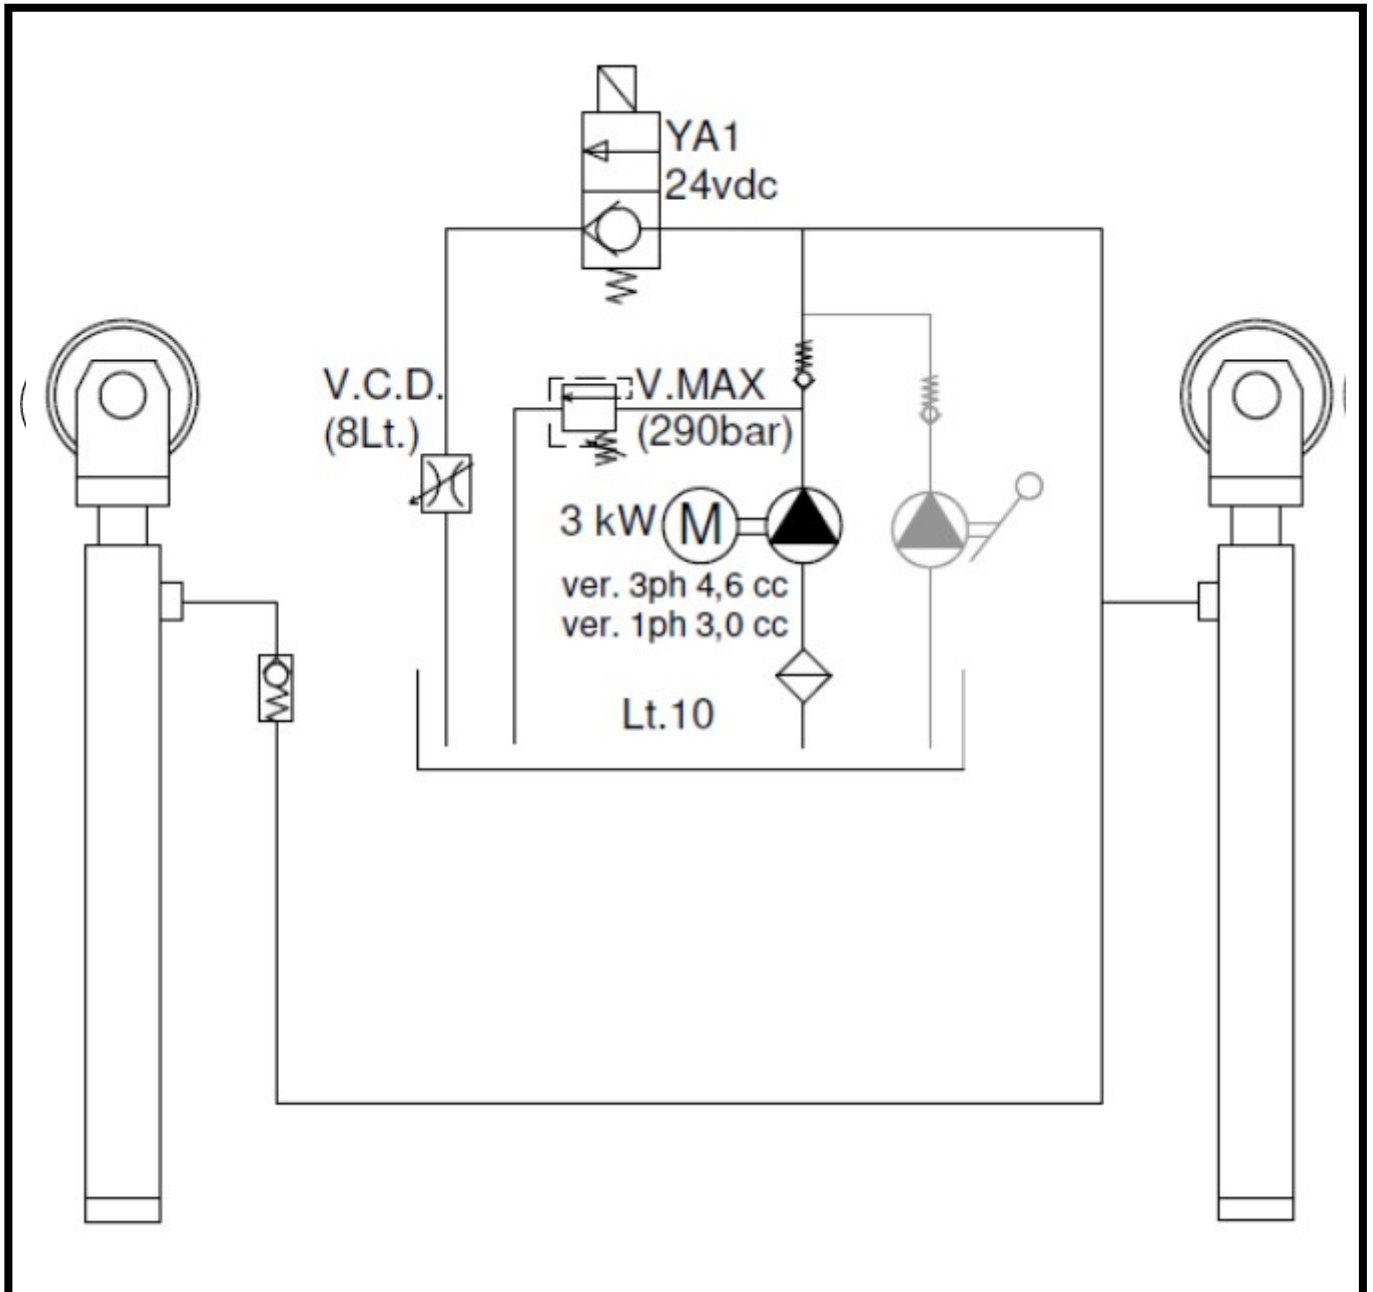 YA1
24vdc
V.C.D.
(8Lt.)
V.MAX
(290bar)
3 kW M
ver. 3ph 4,6 cc
ver. 1ph 3,0 cc
Lt.10